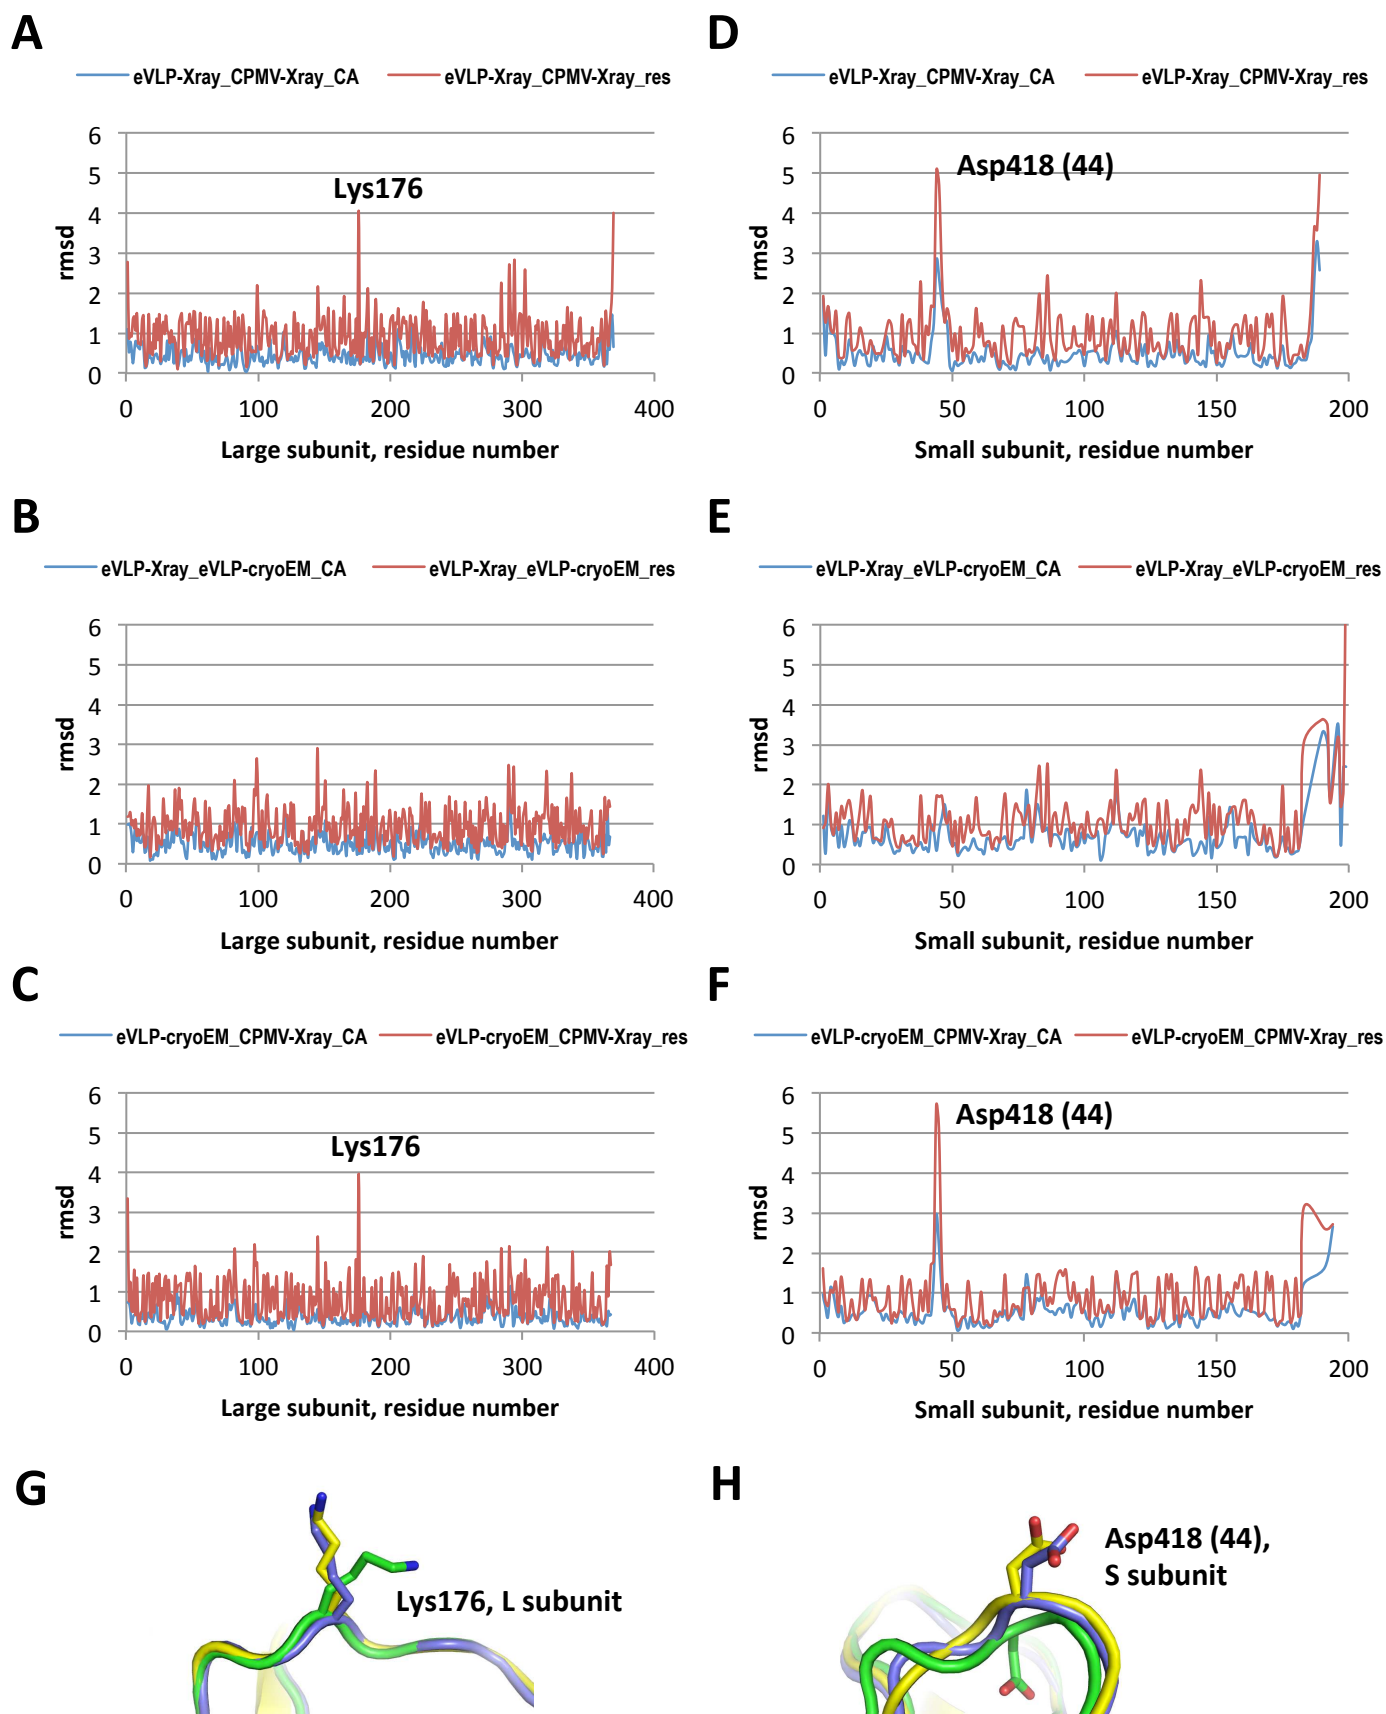 A
eVLP-Xray_CPMV-Xray_CA eVLP-Xray_CPMV-Xray_res
6
5
4
3
2
1
0
rmsd
Lys176
0 100 200 300 400
Large subunit, residue number
D
eVLP-Xray_CPMV-Xray_CA eVLP-Xray_CPMV-Xray_res
6
5
4
3
2
1
0
rmsd
Asp418 (44)
0 50 100 150 200
Small subunit, residue number
B
eVLP-Xray_eVLP-cryoEM_CA eVLP-Xray_eVLP-cryoEM_res
6
5
4
3
2
1
0
rmsd
0 100 200 300 400
Large subunit, residue number
E
eVLP-Xray_eVLP-cryoEM_CA eVLP-Xray_eVLP-cryoEM_res
6
5
4
3
2
1
0
rmsd
0 50 100 150 200
Small subunit, residue number
C
eVLP-cryoEM_CPMV-Xray_CA eVLP-cryoEM_CPMV-Xray_res
6
5
4
3
2
1
0
rmsd
Lys176
0 100 200 300 400
Large subunit, residue number
F
eVLP-cryoEM_CPMV-Xray_CA eVLP-cryoEM_CPMV-Xray_res
6
5
4
3
2
1
0
rmsd
Asp418 (44)
0 50 100 150 200
Small subunit, residue number
G
Lys176, L subunit
H
Asp418 (44),
S subunit